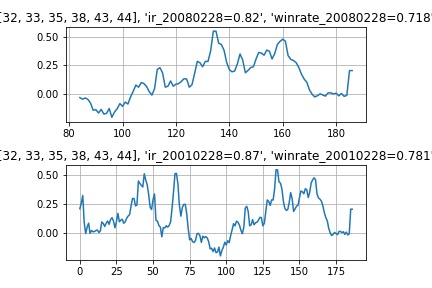 [32, 33, 35, 38, 43, 44], 'ir_20080228=0.82', 'winrate_20080228=0.718'
0.50
0.25
0.00
80 100 120 140 160 180
[32, 33, 35, 38, 43, 44], 'ir_20010228=0.87', 'winrate_20010228=0.781'
0.50
0.25
0.00
0 25 50 75 100 125 150 175